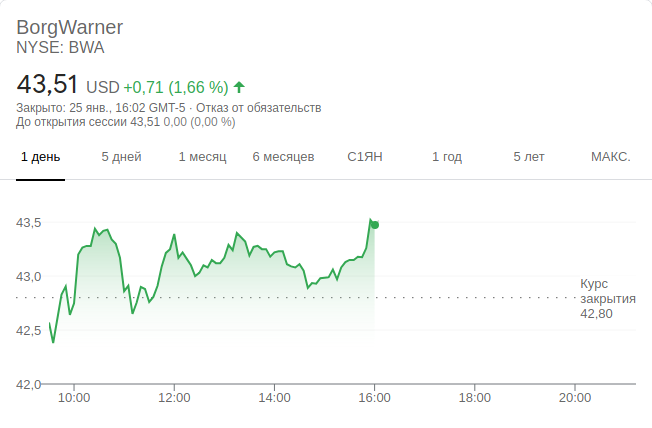 BorgWarner
NYSE: BWA
43,51 USD +0,71 (1,66 %)
Закрыто: 25 янв., 16:02 GMT-5 · Отказ от обязательств
До открытия сессии 43,51 0,00 (0,00 %)
1 день 5 дней 1 месяц 6 месяцев С1ЯН 1 год 5 лет МАКС.
43,5
43,0
Курс
закрытия
42,80
42,5
42,0
10:00 12:00 14:00 16:00 18:00 20:00